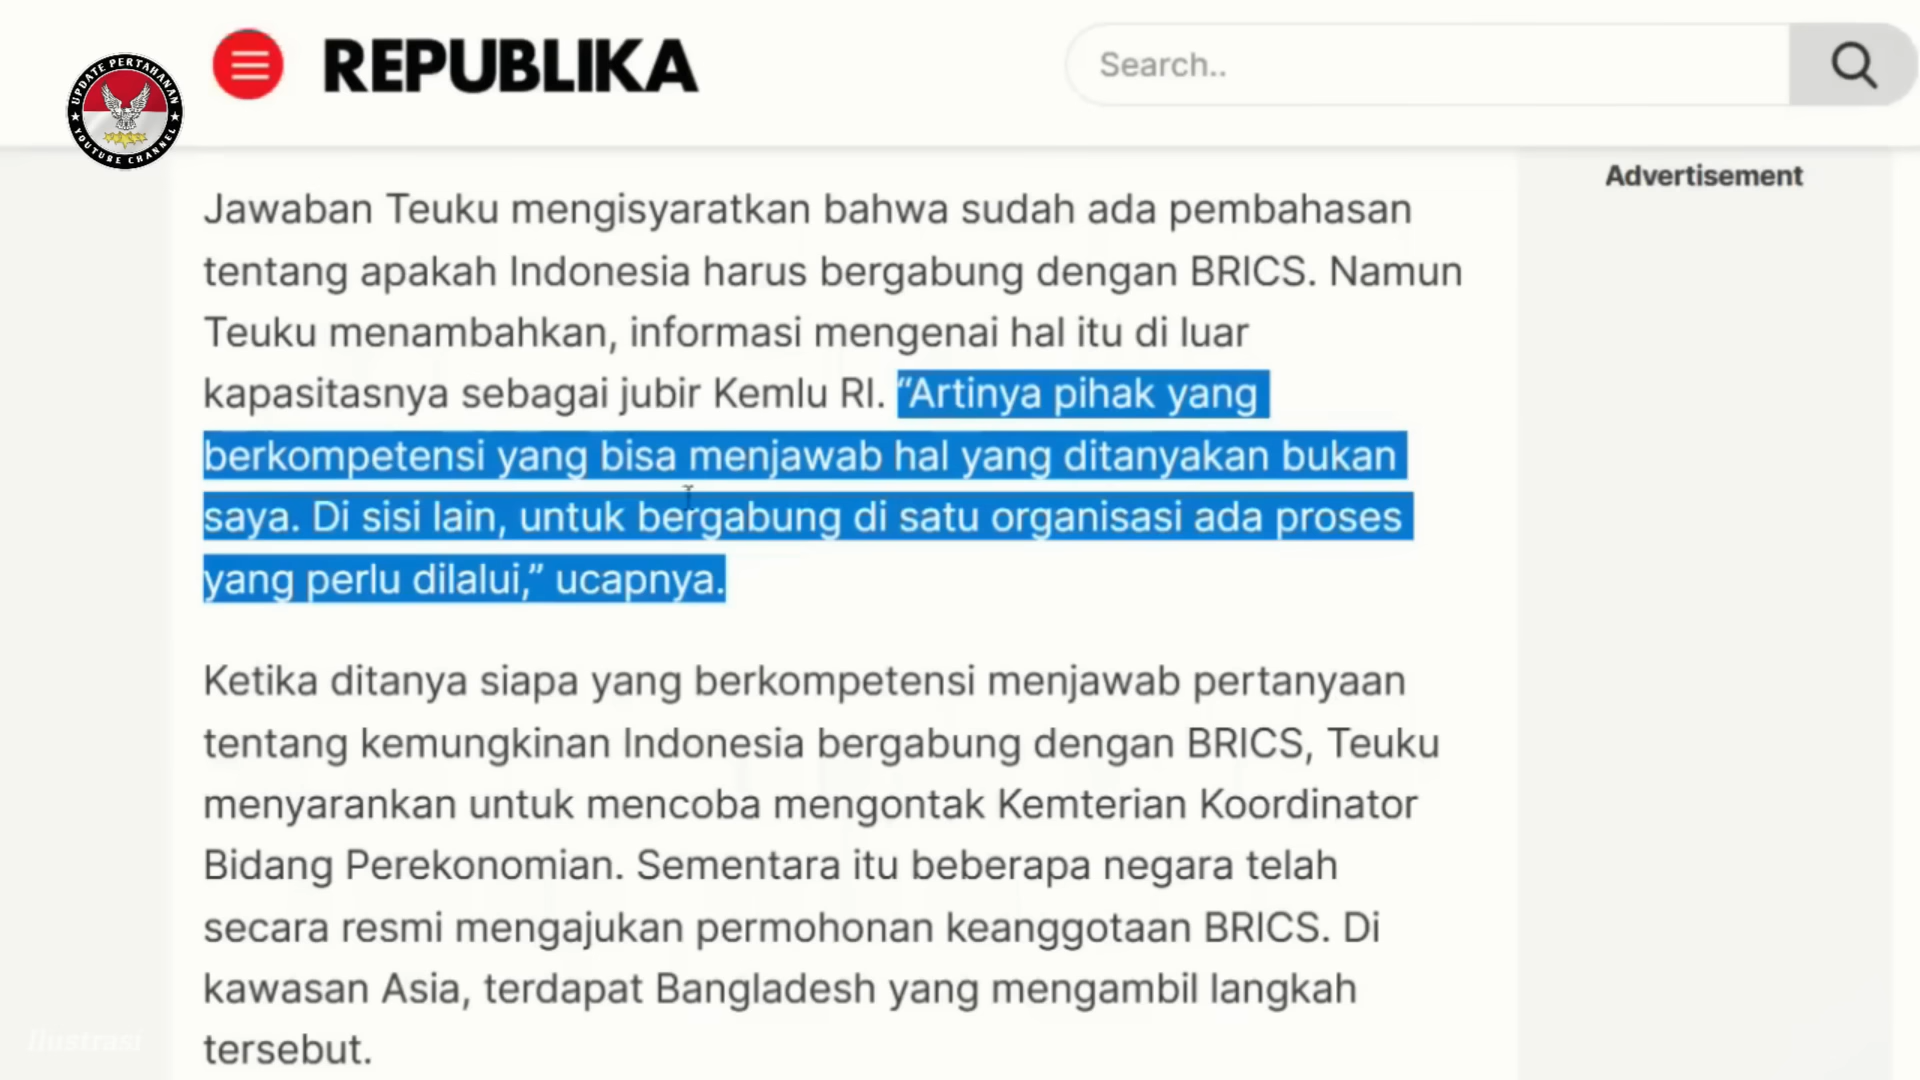 UPDATE PERTAHANAN
YOUTUBE CHANNEL
REPUBLIKA
Search..
Advertisement
Jawaban Teuku mengisyaratkan bahwa sudah ada pembahasan
tentang apakah Indonesia harus bergabung dengan BRICS. Namun
Teuku menambahkan, informasi mengenai hal itu di luar
kapasitasnya sebagai jubir Kemlu RI. “Artinya pihak yang
berkompetensi yang bisa menjawab hal yang ditanyakan bukan
saya. Di sisi lain, untuk bergabung di satu organisasi ada proses
yang perlu dilalui,” ucapnya.
Ketika ditanya siapa yang berkompetensi menjawab pertanyaan
tentang kemungkinan Indonesia bergabung dengan BRICS, Teuku
menyarankan untuk mencoba mengontak Kemterian Koordinator
Bidang Perekonomian. Sementara itu beberapa negara telah
secara resmi mengajukan permohonan keanggotaan BRICS. Di
kawasan Asia, terdapat Bangladesh yang mengambil langkah
tersebut.
Ilustrasi